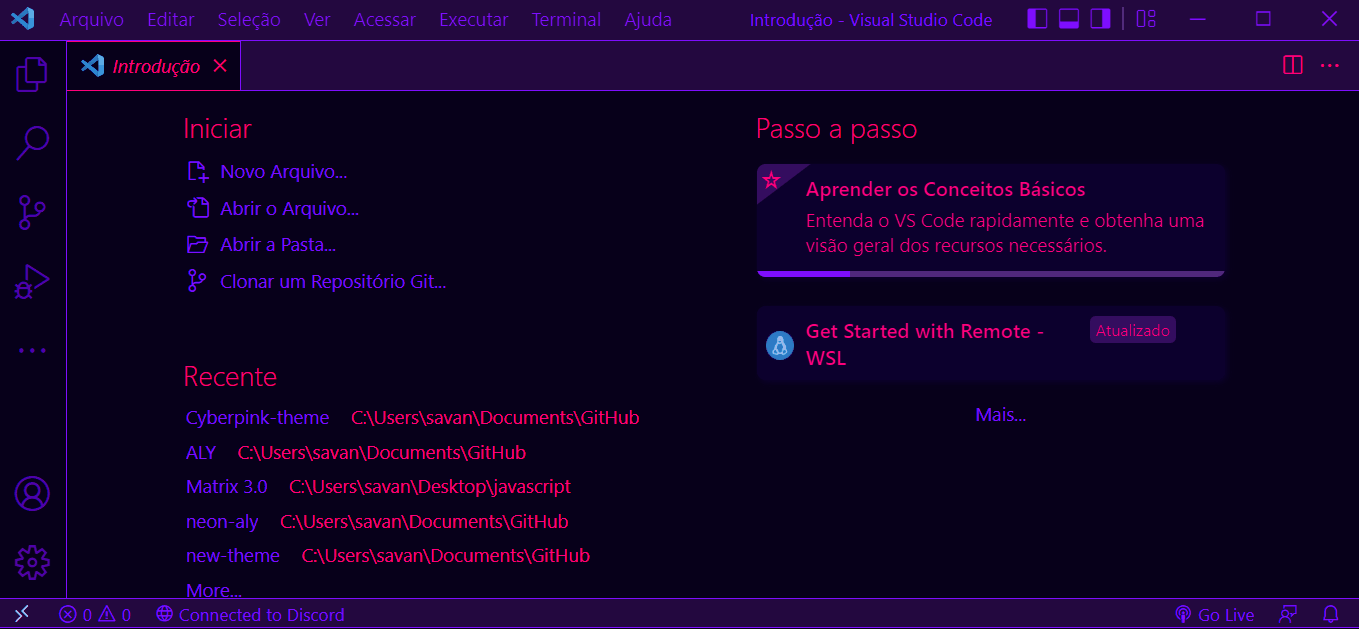 Arquivo Editar Seleção Ver Acessar Executar Terminal Ajuda Introdução - Visual Studio Code
Introdução
Iniciar
Novo Arquivo...
Abrir o Arquivo...
Abrir a Pasta...
Clonar um Repositório Git...
Recente
Cyberpink-theme C:\Users\savan\Documents\GitHub
ALY C:\Users\savan\Documents\GitHub
Matrix 3.0 C:\Users\savan\Desktop\javascript
neon-aly C:\Users\savan\Documents\GitHub
new-theme C:\Users\savan\Documents\GitHub
More...
Passo a passo
Aprender os Conceitos Básicos
Entenda o VS Code rapidamente e obtenha uma
visão geral dos recursos necessários.
Get Started with Remote -
WSL
Atualizado
Mais...
0 0 Connected to Discord Go Live